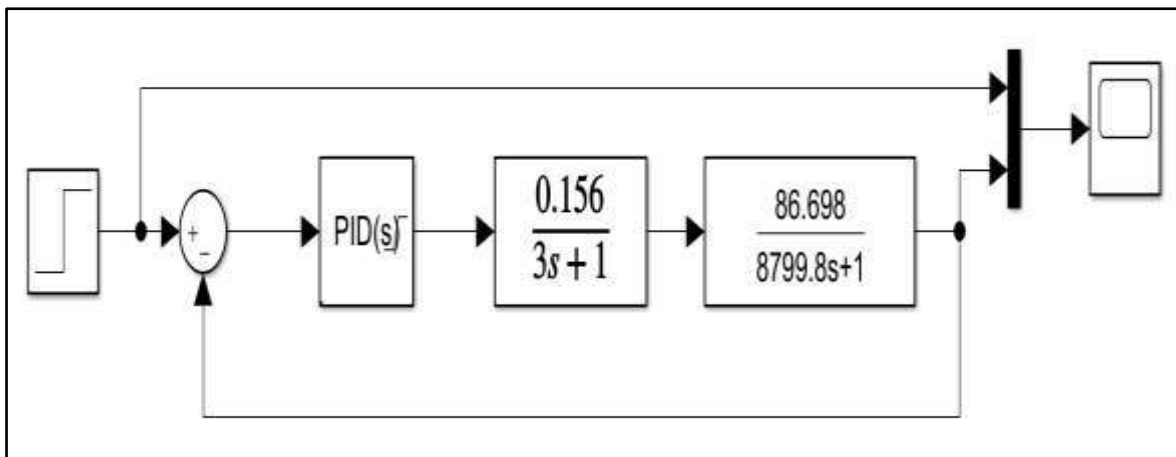 +
−
PID(s)
0.156
3s + 1
86.698
8799.8s+1